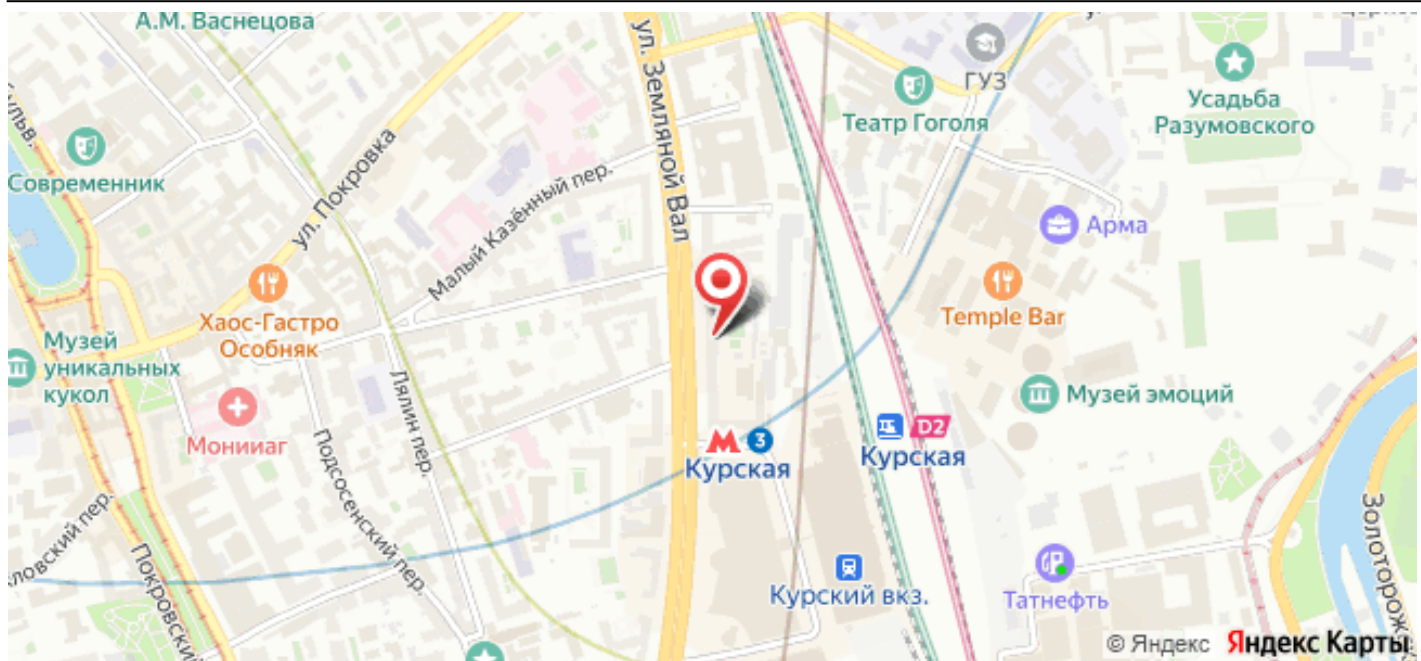 А.М. Васнецова
ул. Земляной Вал
ГУЗ
Театр Гоголя
Усадьба
Разумовского
Современник
ул. Покровка
Малый Казённый пер.
Арма
Хаос-Гастро
Особняк
Temple Bar
Музей
уникальных
кукол
Музей эмоций
Мониаг
Лялин пер.
Подсосенский пер.
3
Курская
D2
Курская
Покровский
Курский вкз.
Татнефть
Золоторож
© Яндекс Яндекс Карты